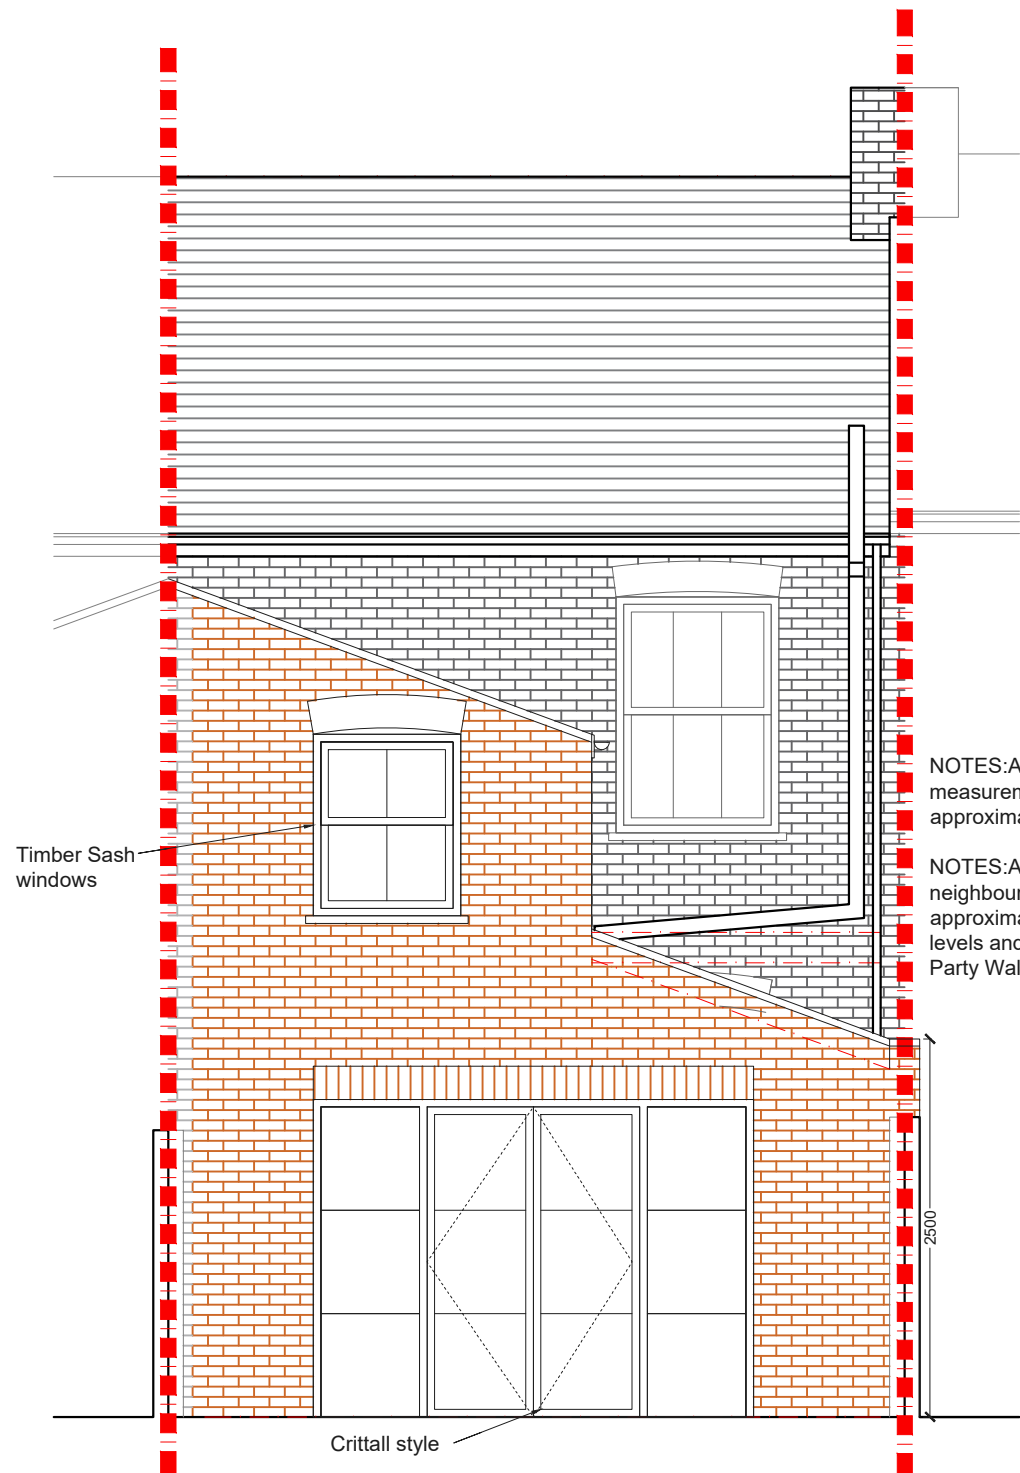 NOTES:A
measuren
approxima
NOTES:A
neighbour
approxima
levels and
Party Wal
Timber Sash
windows
2500
Crittall style